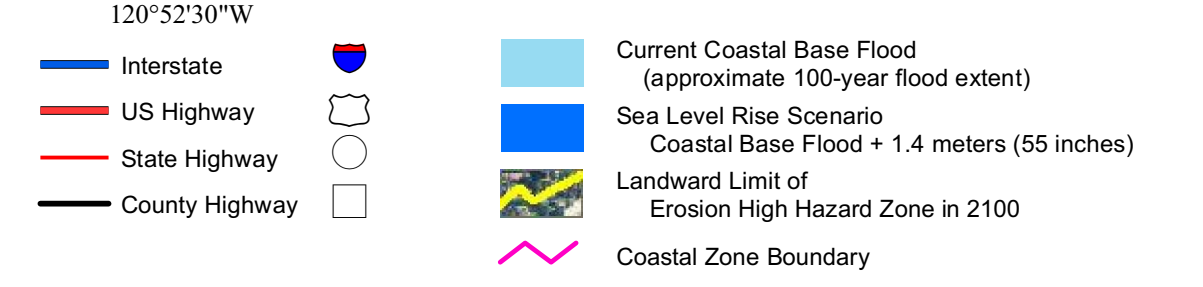 120°52'30"W
Interstate
US Highway
State Highway
County Highway
Current Coastal Base Flood
(approximate 100-year flood extent)
Sea Level Rise Scenario
Coastal Base Flood + 1.4 meters (55 inches)
Landward Limit of
Erosion High Hazard Zone in 2100
Coastal Zone Boundary